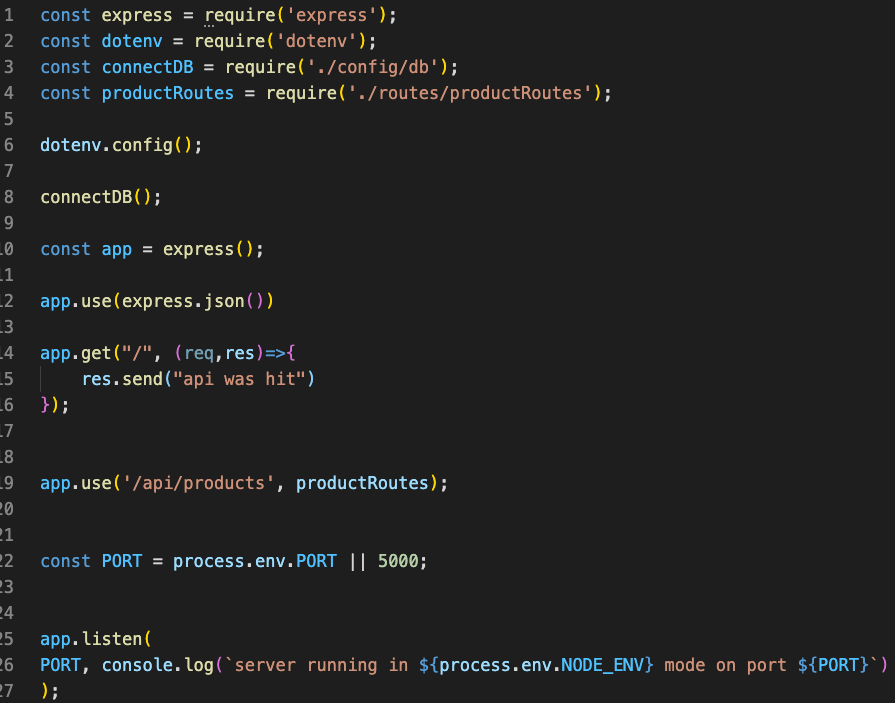 1 const express = require('express');
2 const dotenv = require('dotenv');
3 const connectDB = require('./config/db');
4 const productRoutes = require('./routes/productRoutes');
5
6 dotenv.config();
7
8 connectDB();
9
10 const app = express();
11
12 app.use(express.json())
13
14 app.get("/", (req,res)=>{
15     res.send("api was hit")
16 });
17
18
19 app.use('/api/products', productRoutes);
20
21
22 const PORT = process.env.PORT || 5000;
23
24
25 app.listen(
26 PORT, console.log(`server running in ${process.env.NODE_ENV} mode on port ${PORT}`)
27 );